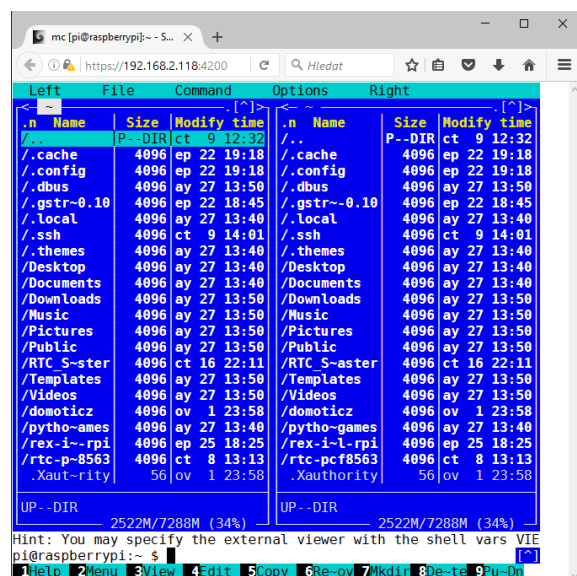 mc [pi@raspberrypi]:~ - S...
https://192.168.2.118:4200
Hledat
Left File Command Options Right
<- ~ .[^]> <- ~ .[^]>
.n Name Size Modify time .n Name Size Modify time
/.. P--DIR ct 9 12:32 /.. P--DIR ct 9 12:32
/.cache 4096 ep 22 19:18 /.cache 4096 ep 22 19:18
/.config 4096 ep 22 19:18 /.config 4096 ep 22 19:18
/.dbus 4096 ay 27 13:50 /.dbus 4096 ay 27 13:50
/.gstr~0.10 4096 ep 22 18:45 /.gstr~-0.10 4096 ep 22 18:45
/.local 4096 ay 27 13:40 /.local 4096 ay 27 13:40
/.ssh 4096 ct 9 14:01 /.ssh 4096 ct 9 14:01
/.themes 4096 ay 27 13:40 /.themes 4096 ay 27 13:40
/Desktop 4096 ay 27 13:40 /Desktop 4096 ay 27 13:40
/Documents 4096 ay 27 13:40 /Documents 4096 ay 27 13:40
/Downloads 4096 ay 27 13:50 /Downloads 4096 ay 27 13:50
/Music 4096 ay 27 13:50 /Music 4096 ay 27 13:50
/Pictures 4096 ay 27 13:50 /Pictures 4096 ay 27 13:50
/Public 4096 ay 27 13:50 /Public 4096 ay 27 13:50
/RTC_S~ster 4096 ct 16 22:11 /RTC_S~aster 4096 ct 16 22:11
/Templates 4096 ay 27 13:50 /Templates 4096 ay 27 13:50
/Videos 4096 ay 27 13:50 /Videos 4096 ay 27 13:50
/domoticz 4096 ov 1 23:58 /domoticz 4096 ov 1 23:58
/pytho~ames 4096 ay 27 13:40 /pytho~games 4096 ay 27 13:40
/rex-i~-rpi 4096 ep 25 18:25 /rex-i~l-rpi 4096 ep 25 18:25
/rtc-p~8563 4096 ct 8 13:13 /rtc-pcf8563 4096 ct 8 13:13
.Xaut~rity 56 ov 1 23:58 .Xauthority 56 ov 1 23:58
UP--DIR UP--DIR
2522M/7288M (34%) 2522M/7288M (34%)
Hint: You may specify the external viewer with the shell vars VIE
pi@raspberrypi:~ $ [^]
1Help 2Menu 3View 4Edit 5Copy 6Re~ov 7Mkdir 8De~te 9Pu~Dn